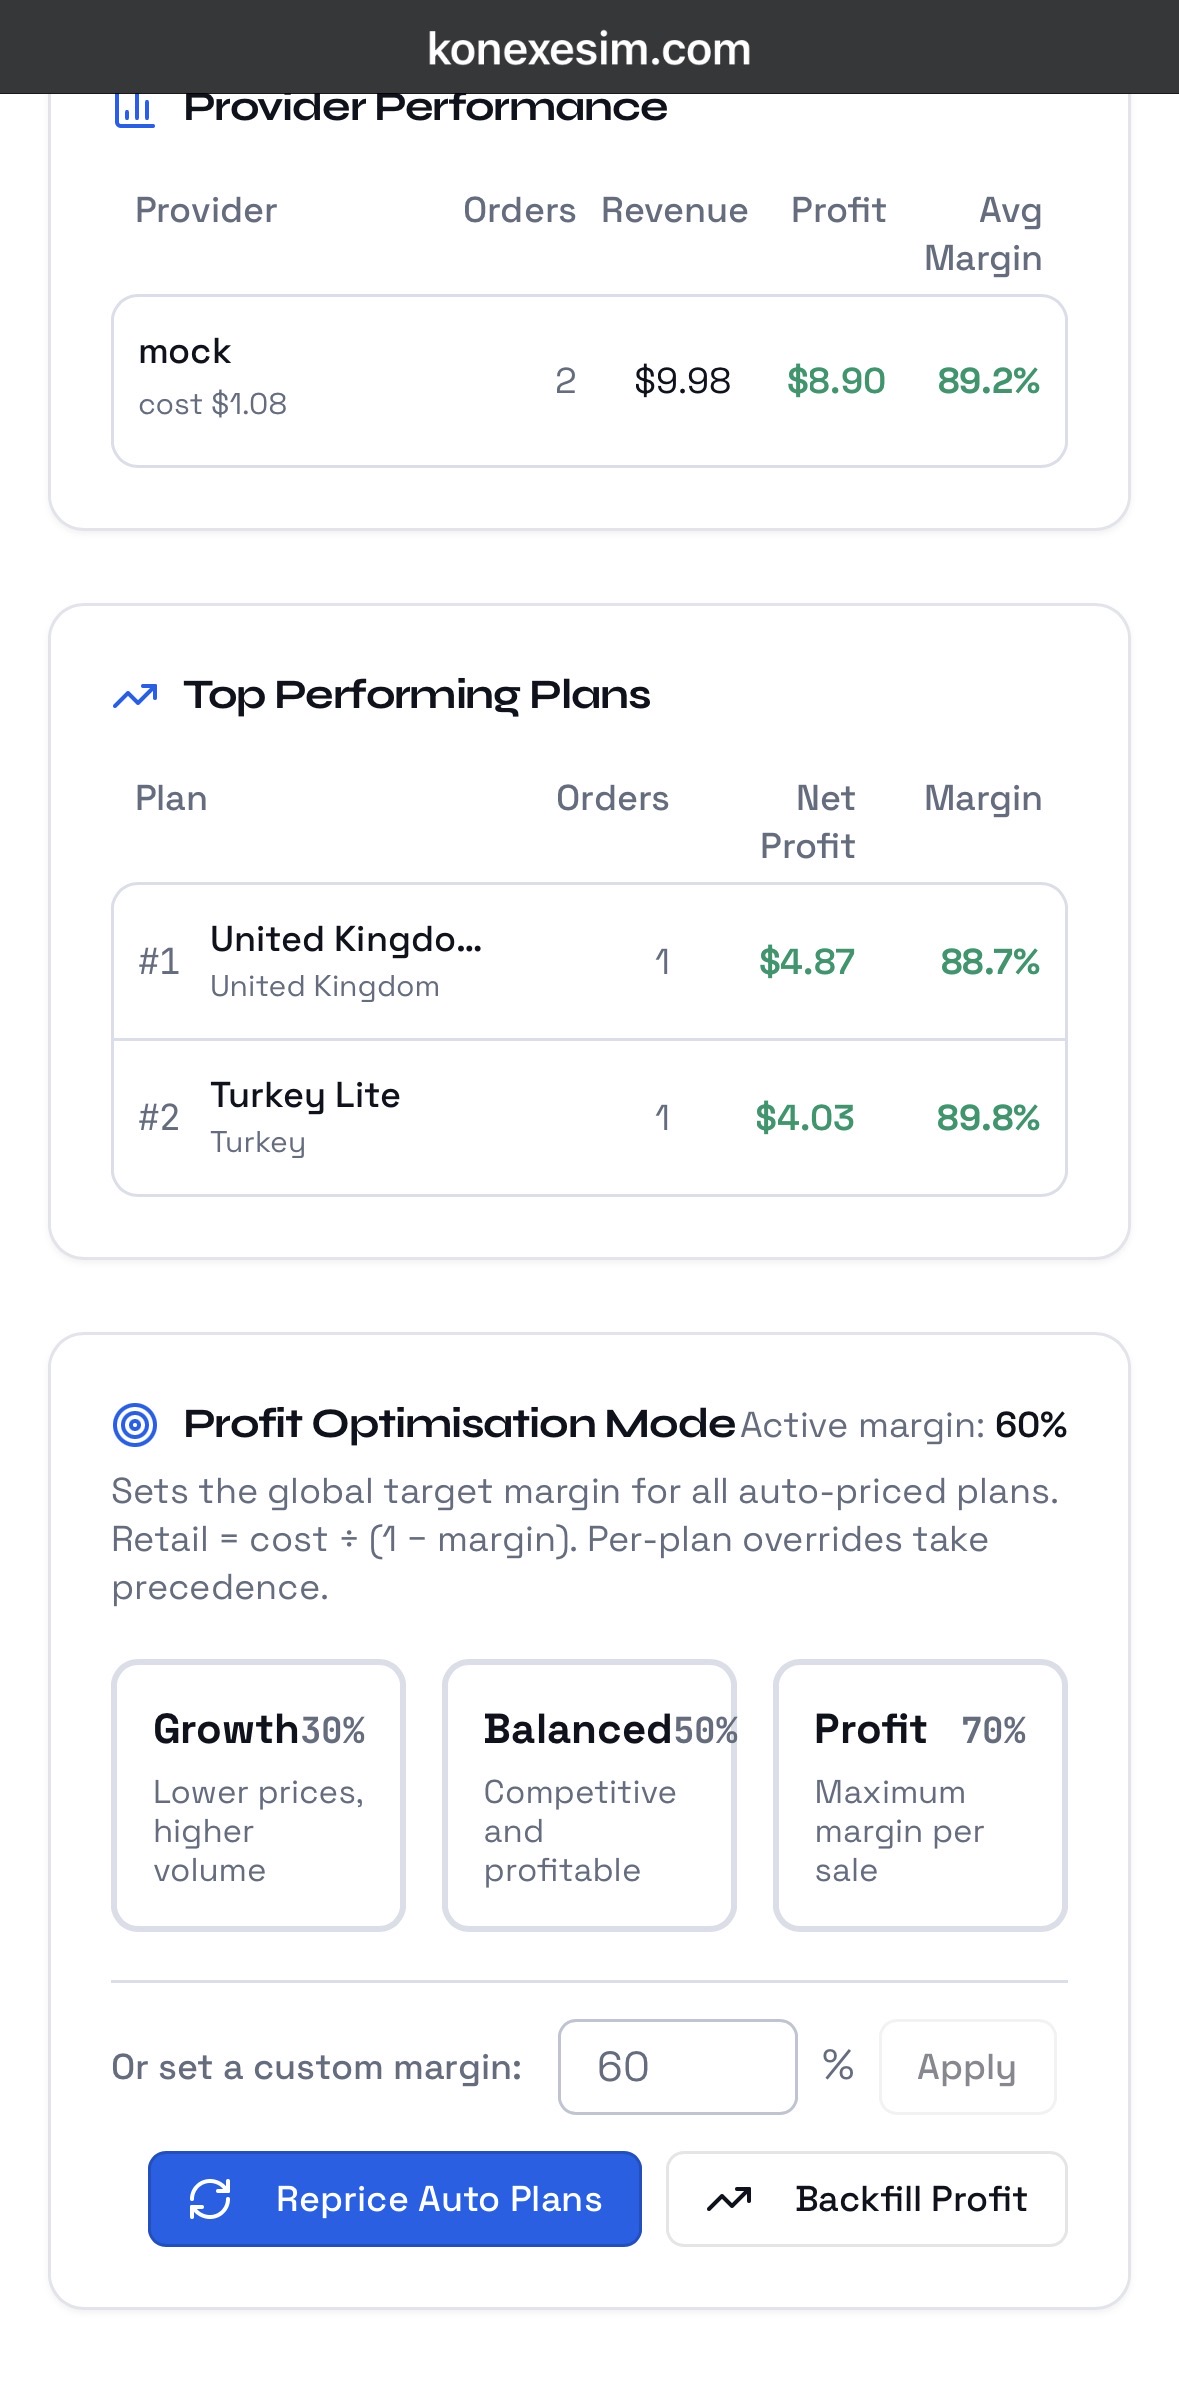 konexesim.com
Provider Performance
Provider Orders Revenue Profit Avg Margin
mock
cost $1.08
2 $9.98 $8.90 89.2%
Top Performing Plans
Plan Orders Net Profit Margin
#1 United Kingdo...
United Kingdom
1 $4.87 88.7%
#2 Turkey Lite
Turkey
1 $4.03 89.8%
Profit Optimisation Mode Active margin: 60%
Sets the global target margin for all auto-priced plans.
Retail = cost ÷ (1 − margin). Per-plan overrides take
precedence.
Growth 30%
Lower prices,
higher
volume
Balanced 50%
Competitive
and
profitable
Profit 70%
Maximum
margin per
sale
Or set a custom margin: 60 % Apply
Reprice Auto Plans Backfill Profit